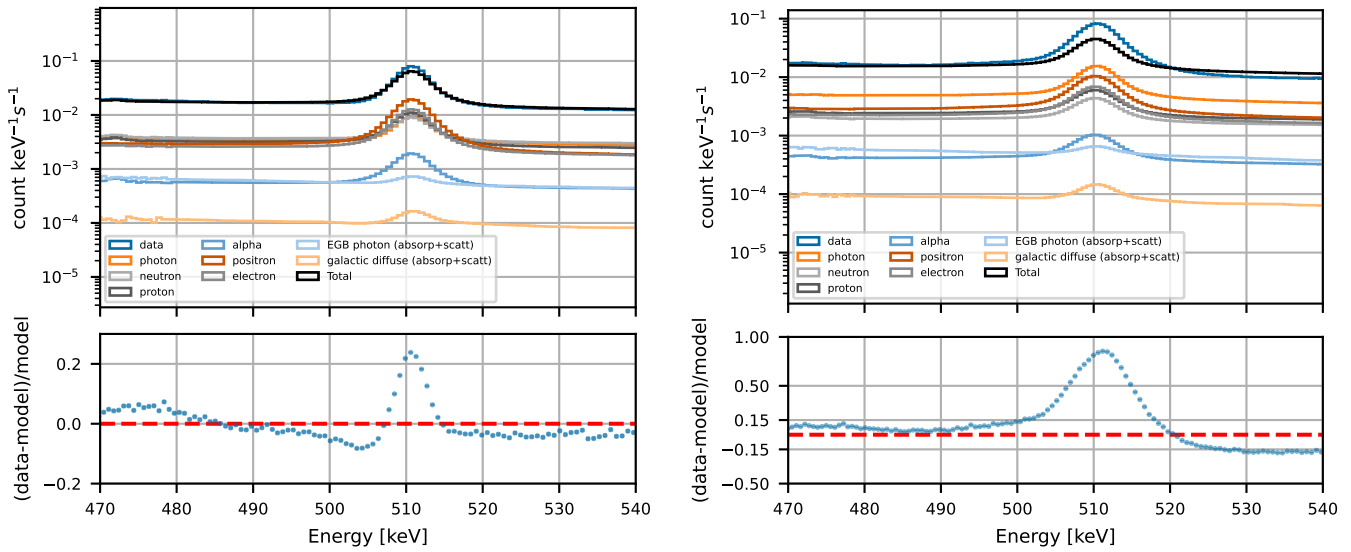 10⁻¹
10⁻²
10⁻³
10⁻⁴
10⁻⁵
count keV⁻¹s⁻¹
data
photon
neutron
proton
alpha
positron
electron
EGB photon (absorp+scatt)
galactic diffuse (absorp+scatt)
Total
0.2
0.0
-0.2
(data-model)/model
470 480 490 500 510 520 530 540
Energy [keV]
10⁻¹
10⁻²
10⁻³
10⁻⁴
10⁻⁵
count keV⁻¹s⁻¹
data
photon
neutron
proton
alpha
positron
electron
EGB photon (absorp+scatt)
galactic diffuse (absorp+scatt)
Total
1.00
0.50
0.15
-0.15
-0.50
(data-model)/model
470 480 490 500 510 520 530 540
Energy [keV]